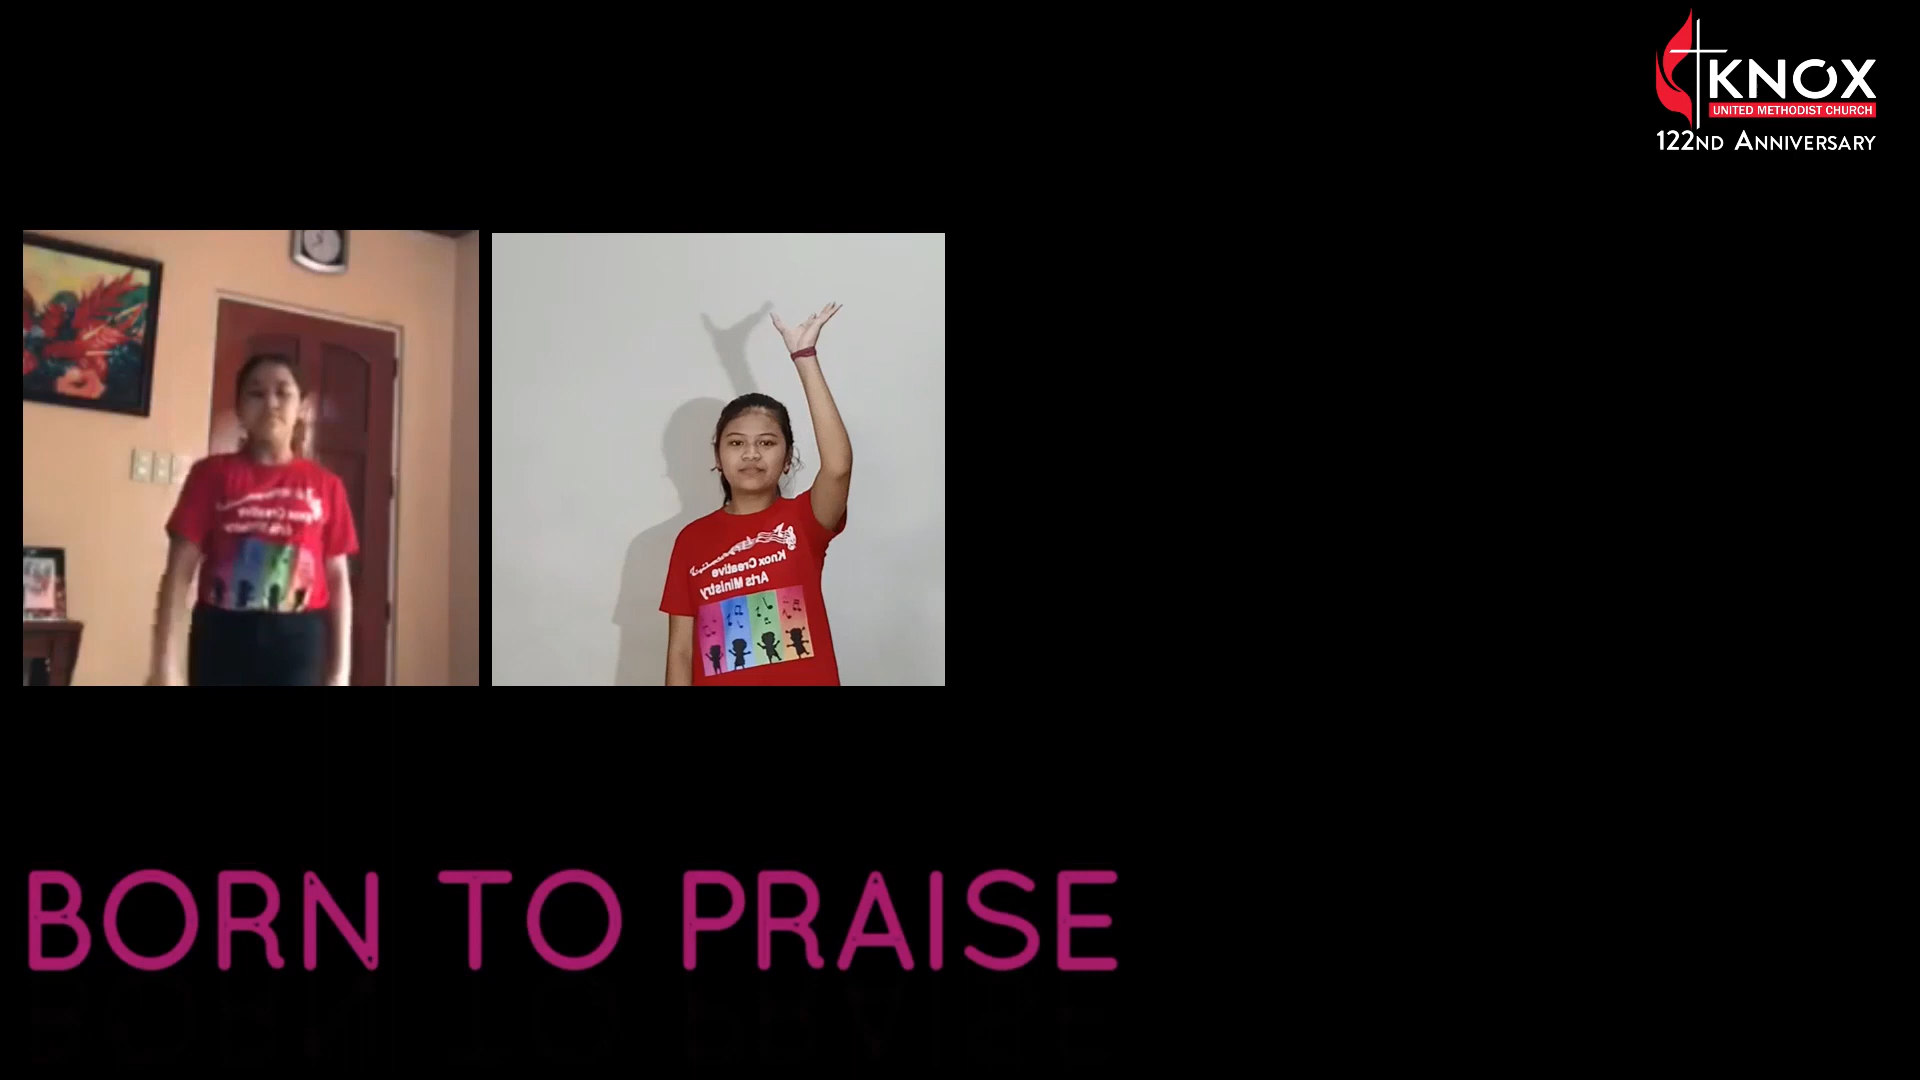 KNOX
UNITED METHODIST CHURCH
122ND ANNIVERSARY
Knox Creative
Arts Ministry
BORN TO PRAISE